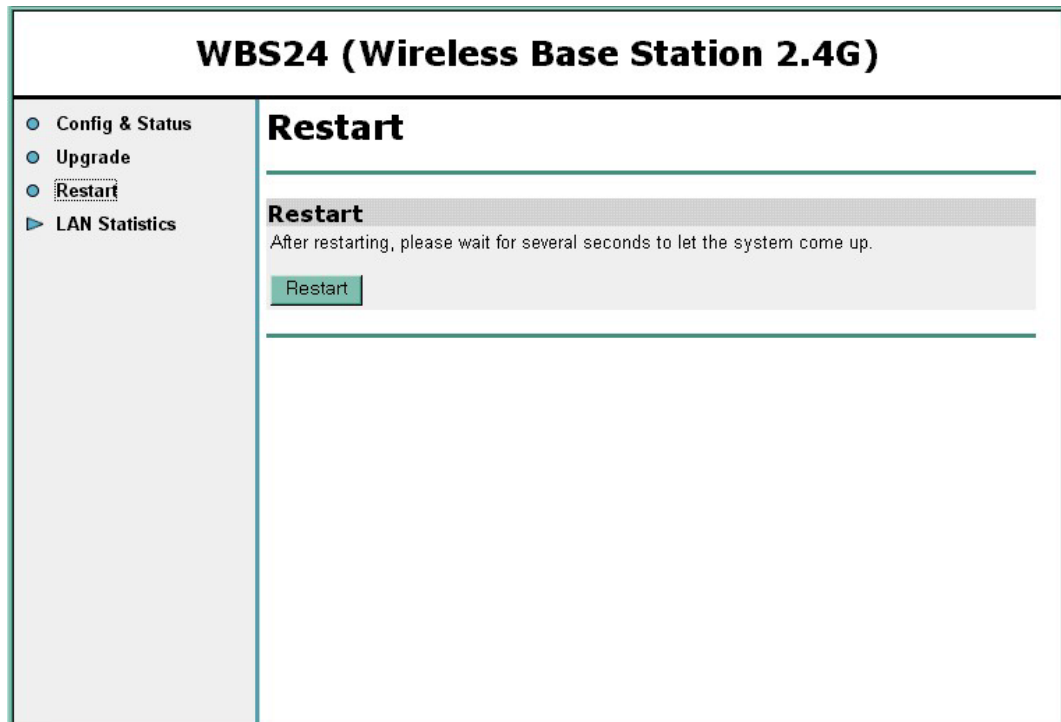 WBS24 (Wireless Base Station 2.4G)
Config & Status
Upgrade
Restart
LAN Statistics
Restart
Restart
After restarting, please wait for several seconds to let the system come up.
Restart